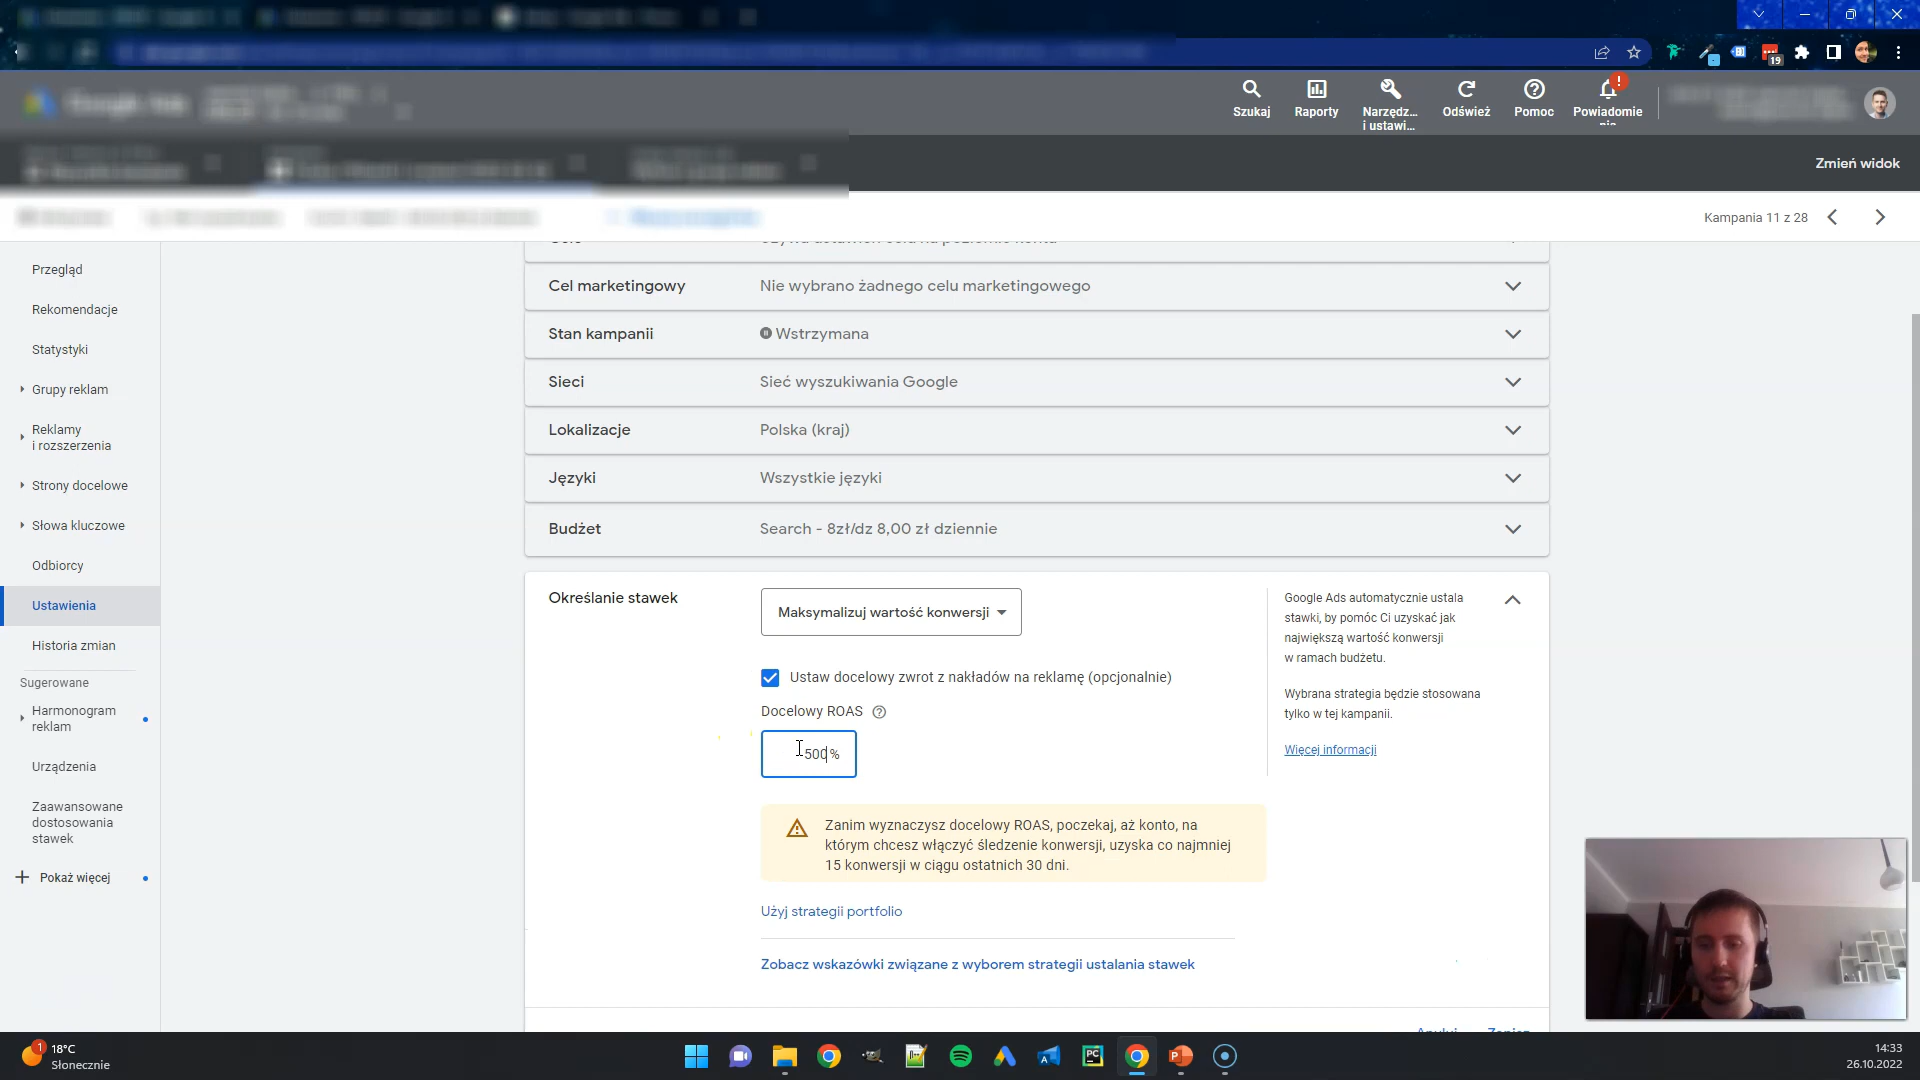 Szukaj
Raporty
Narzędz...
i ustawi...
Odśwież
Pomoc
Powiadomie
19
Zmień widok
Kampania 11 z 28
Przegląd
Rekomendacje
Statystyki
Grupy reklam
Reklamy
i rozszerzenia
Strony docelowe
Słowa kluczowe
Odbiorcy
Ustawienia
Historia zmian
Sugerowane
Harmonogram
reklam
Urządzenia
Zaawansowane
dostosowania
stawek
Pokaż więcej
Cel marketingowy Nie wybrano żadnego celu marketingowego
Stan kampanii Wstrzymana
Sieci Sieć wyszukiwania Google
Lokalizacje Polska (kraj)
Języki Wszystkie języki
Budżet Search - 8zł/dz 8,00 zł dziennie
Określanie stawek
Maksymalizuj wartość konwersji
Ustaw docelowy zwrot z nakładów na reklamę (opcjonalnie)
Docelowy ROAS
500 %
Zanim wyznaczysz docelowy ROAS, poczekaj, aż konto, na
którym chcesz włączyć śledzenie konwersji, uzyska co najmniej
15 konwersji w ciągu ostatnich 30 dni.
Użyj strategii portfolio
Zobacz wskazówki związane z wyborem strategii ustalania stawek
Google Ads automatycznie ustala
stawki, by pomóc Ci uzyskać jak
największą wartość konwersji
w ramach budżetu.
Wybrana strategia będzie stosowana
tylko w tej kampanii.
Więcej informacji
1
18°C
Słonecznie
PC
14:33
26.10.2022